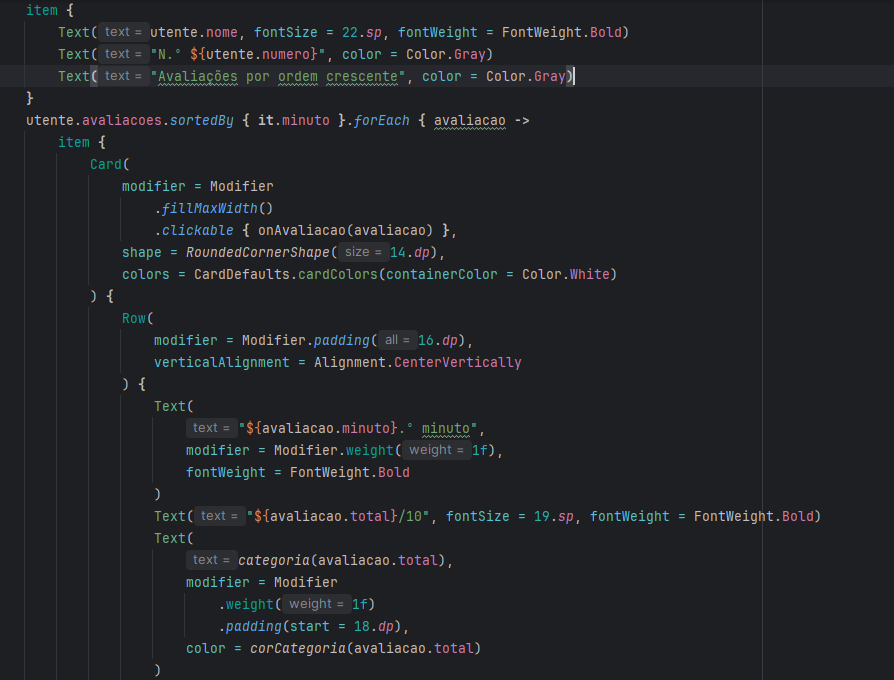 item {
Text( text = utente.nome, fontSize = 22.sp, fontWeight = FontWeight.Bold)
Text( text = "N.° ${utente.numero}", color = Color.Gray)
Text( text = "Avaliações por ordem crescente", color = Color.Gray)
}
utente.avaliacoes.sortedBy { it.minuto }.forEach { avaliacao ->
item {
Card(
modifier = Modifier
.fillMaxWidth()
.clickable { onAvaliacao(avaliacao) },
shape = RoundedCornerShape( size = 14.dp),
colors = CardDefaults.cardColors(containerColor = Color.White)
) {
Row(
modifier = Modifier.padding( all = 16.dp),
verticalAlignment = Alignment.CenterVertically
) {
Text(
text = "${avaliacao.minuto}.° minuto",
modifier = Modifier.weight( weight = 1f),
fontWeight = FontWeight.Bold
)
Text( text = "${avaliacao.total}/10", fontSize = 19.sp, fontWeight = FontWeight.Bold)
Text(
text = categoria(avaliacao.total),
modifier = Modifier
.weight( weight = 1f)
.padding(start = 18.dp),
color = corCategoria(avaliacao.total)
)